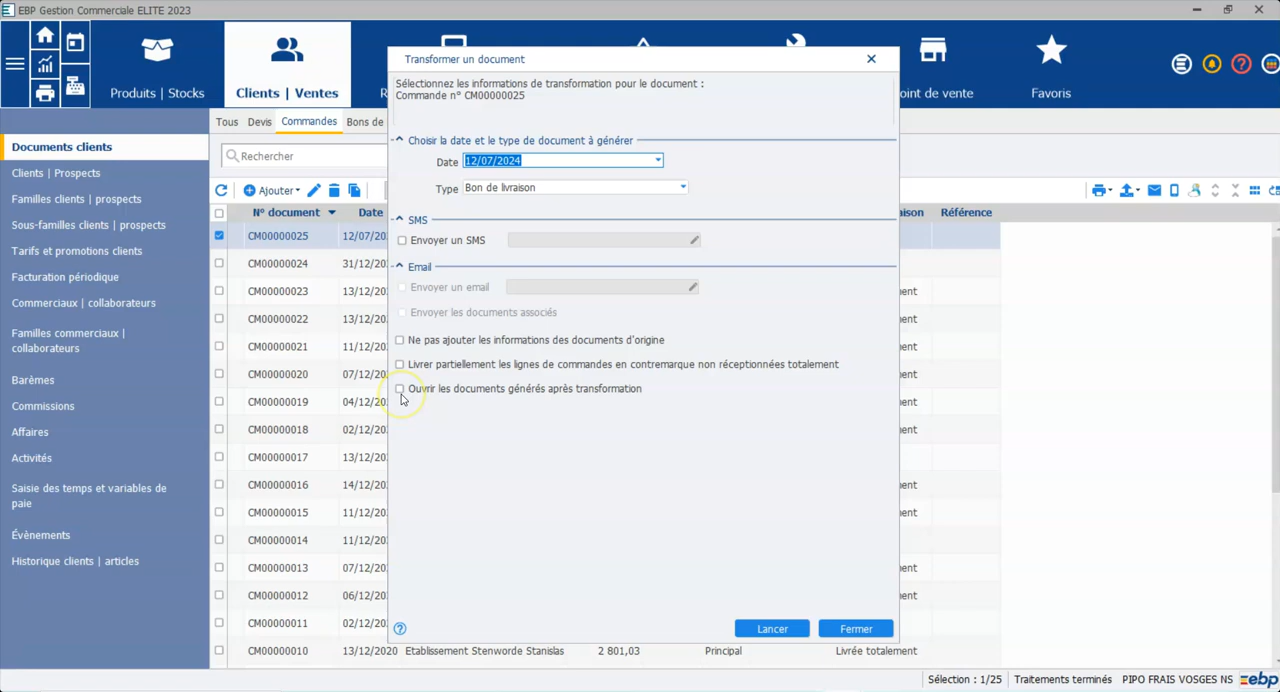 EBP Gestion Commerciale ELITE 2023
Produits | Stocks
Clients | Ventes
oint de vente
Favoris
Tous
Devis
Commandes
Bons de
Rechercher
Ajouter
N° document
Date
aison
Référence
Documents clients
Clients | Prospects
Familles clients | prospects
Sous-familles clients | prospects
Tarifs et promotions clients
Facturation périodique
Commerciaux | collaborateurs
Familles commerciaux |
collaborateurs
Barèmes
Commissions
Affaires
Activités
Saisie des temps et variables de
paie
Évènements
Historique clients | articles
CM00000025 12/07/202
CM00000024 31/12/20
CM00000023 13/12/20 ent
CM00000022 13/12/20 ent
CM00000021 11/12/20 ent
CM00000020 07/12/20 ent
CM00000019 04/12/20 ent
CM00000018 02/12/20 ent
CM00000017 13/12/20
CM00000016 14/12/20 ent
CM00000015 11/12/20 ent
CM00000014 11/12/20
CM00000013 07/12/20 ent
CM00000012 06/12/20 ent
CM00000011 02/12/20 ent
CM00000010 13/12/2020 Etablissement Stenworde Stanislas 2 801,03 Principal Livrée totalement
Transformer un document
Sélectionnez les informations de transformation pour le document :
Commande n° CM00000025
Choisir la date et le type de document à générer
Date 12/07/2024
Type Bon de livraison
SMS
Envoyer un SMS
Email
Envoyer un email
Envoyer les documents associés
Ne pas ajouter les informations des documents d'origine
Livrer partiellement les lignes de commandes en contremarque non réceptionnées totalement
Ouvrir les documents générés après transformation
Lancer
Fermer
Sélection : 1/25
Traitements terminés
PIPO FRAIS VOSGES NS
ebp